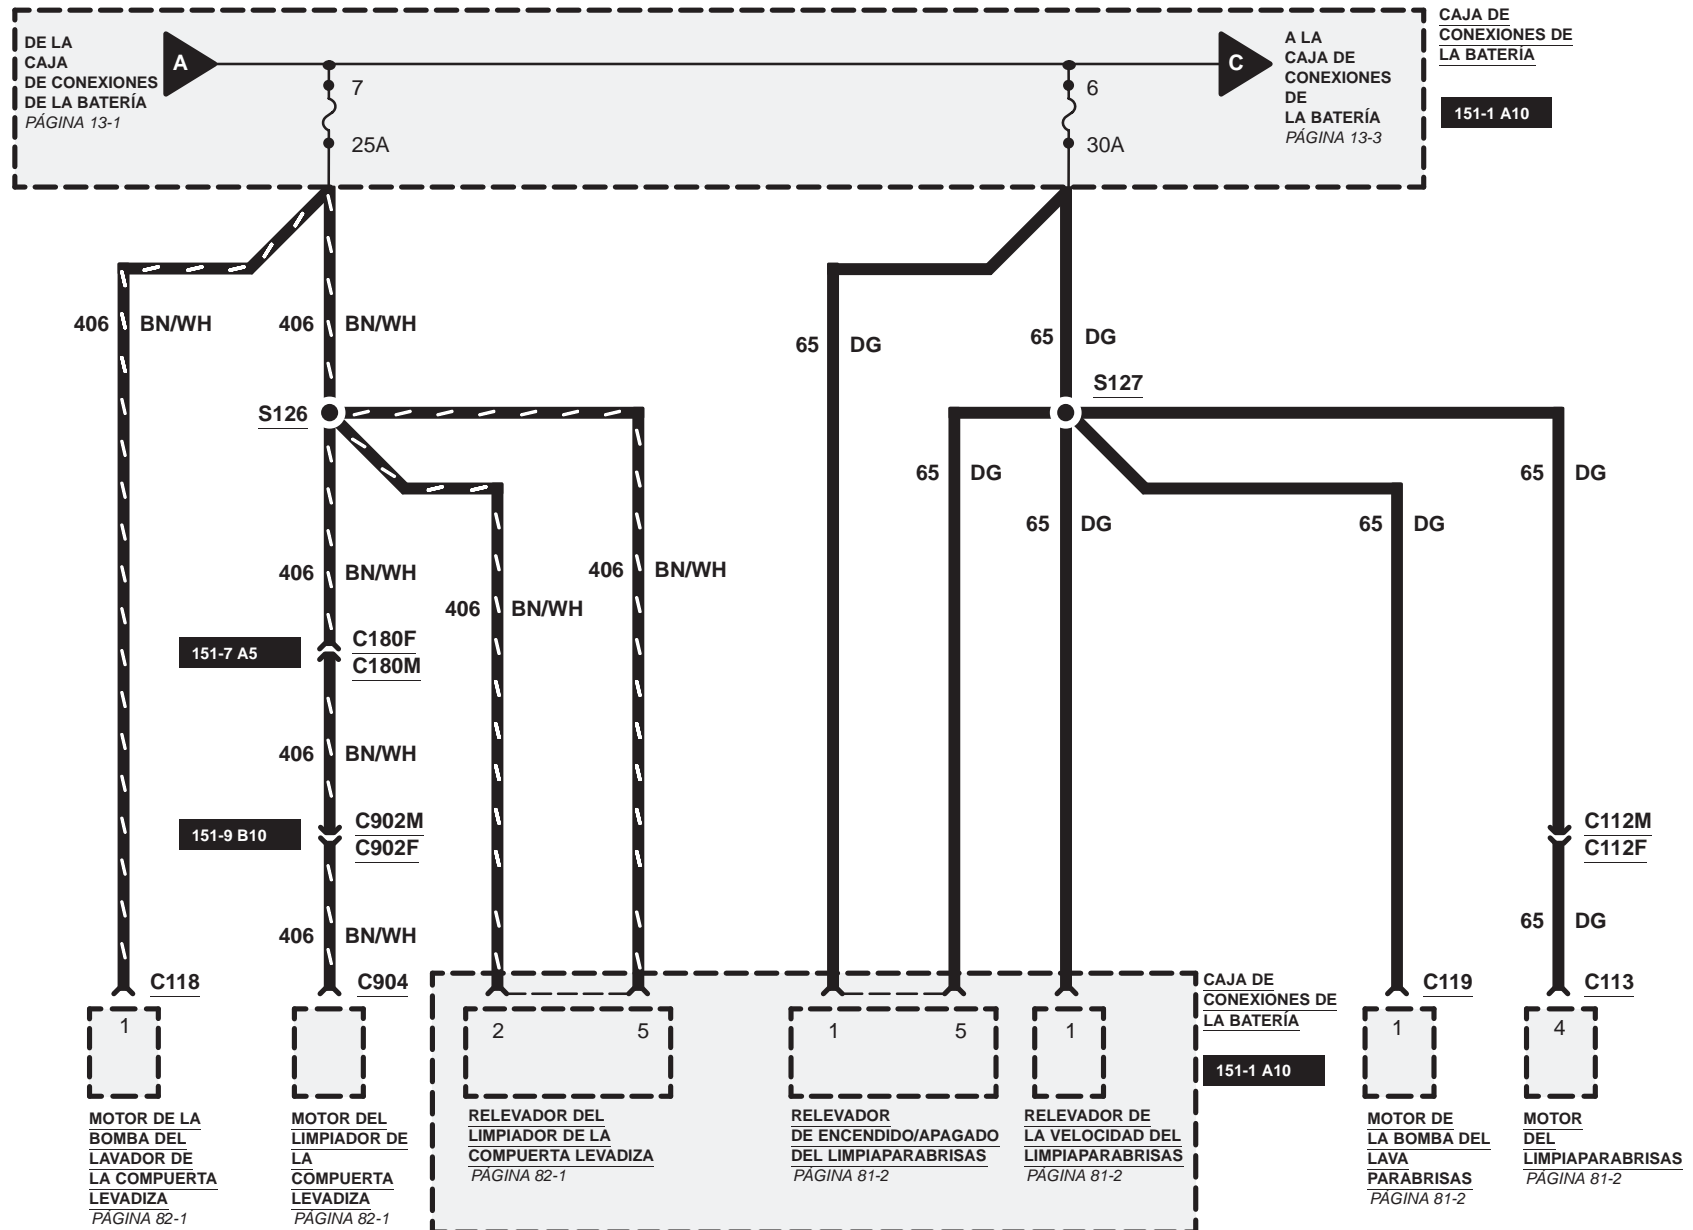 DE LA
CAJA
DE CONEXIONES
DE LA BATERÍA
PÁGINA 13-1
A
7
25A
6
30A
C
A LA
CAJA DE
CONEXIONES
DE
LA BATERÍA
PÁGINA 13-3
CAJA DE
CONEXIONES DE
LA BATERÍA
151-1 A10
406 BN/WH
406 BN/WH
65 DG
65 DG
S126
S127
65 DG
65 DG
65 DG
65 DG
406 BN/WH
406 BN/WH
406 BN/WH
151-7 A5
C180F
C180M
406 BN/WH
151-9 B10
C902M
C902F
C112M
C112F
406 BN/WH
65 DG
C118
C904
CAJA DE
CONEXIONES DE
LA BATERÍA
151-1 A10
C119
C113
1
2
5
1
5
1
1
4
MOTOR DE LA
BOMBA DEL
LAVADOR DE
LA COMPUERTA
LEVADIZA
PÁGINA 82-1
MOTOR DEL
LIMPIADOR DE
LA
COMPUERTA
LEVADIZA
PÁGINA 82-1
RELEVADOR DEL
LIMPIADOR DE LA
COMPUERTA LEVADIZA
PÁGINA 82-1
RELEVADOR
DE ENCENDIDO/APAGADO
DEL LIMPIAPARABRISAS
PÁGINA 81-2
RELEVADOR DE
LA VELOCIDAD DEL
LIMPIAPARABRISAS
PÁGINA 81-2
MOTOR DE
LA BOMBA DEL
LAVA
PARABRISAS
PÁGINA 81-2
MOTOR
DEL
LIMPIAPARABRISAS
PÁGINA 81-2